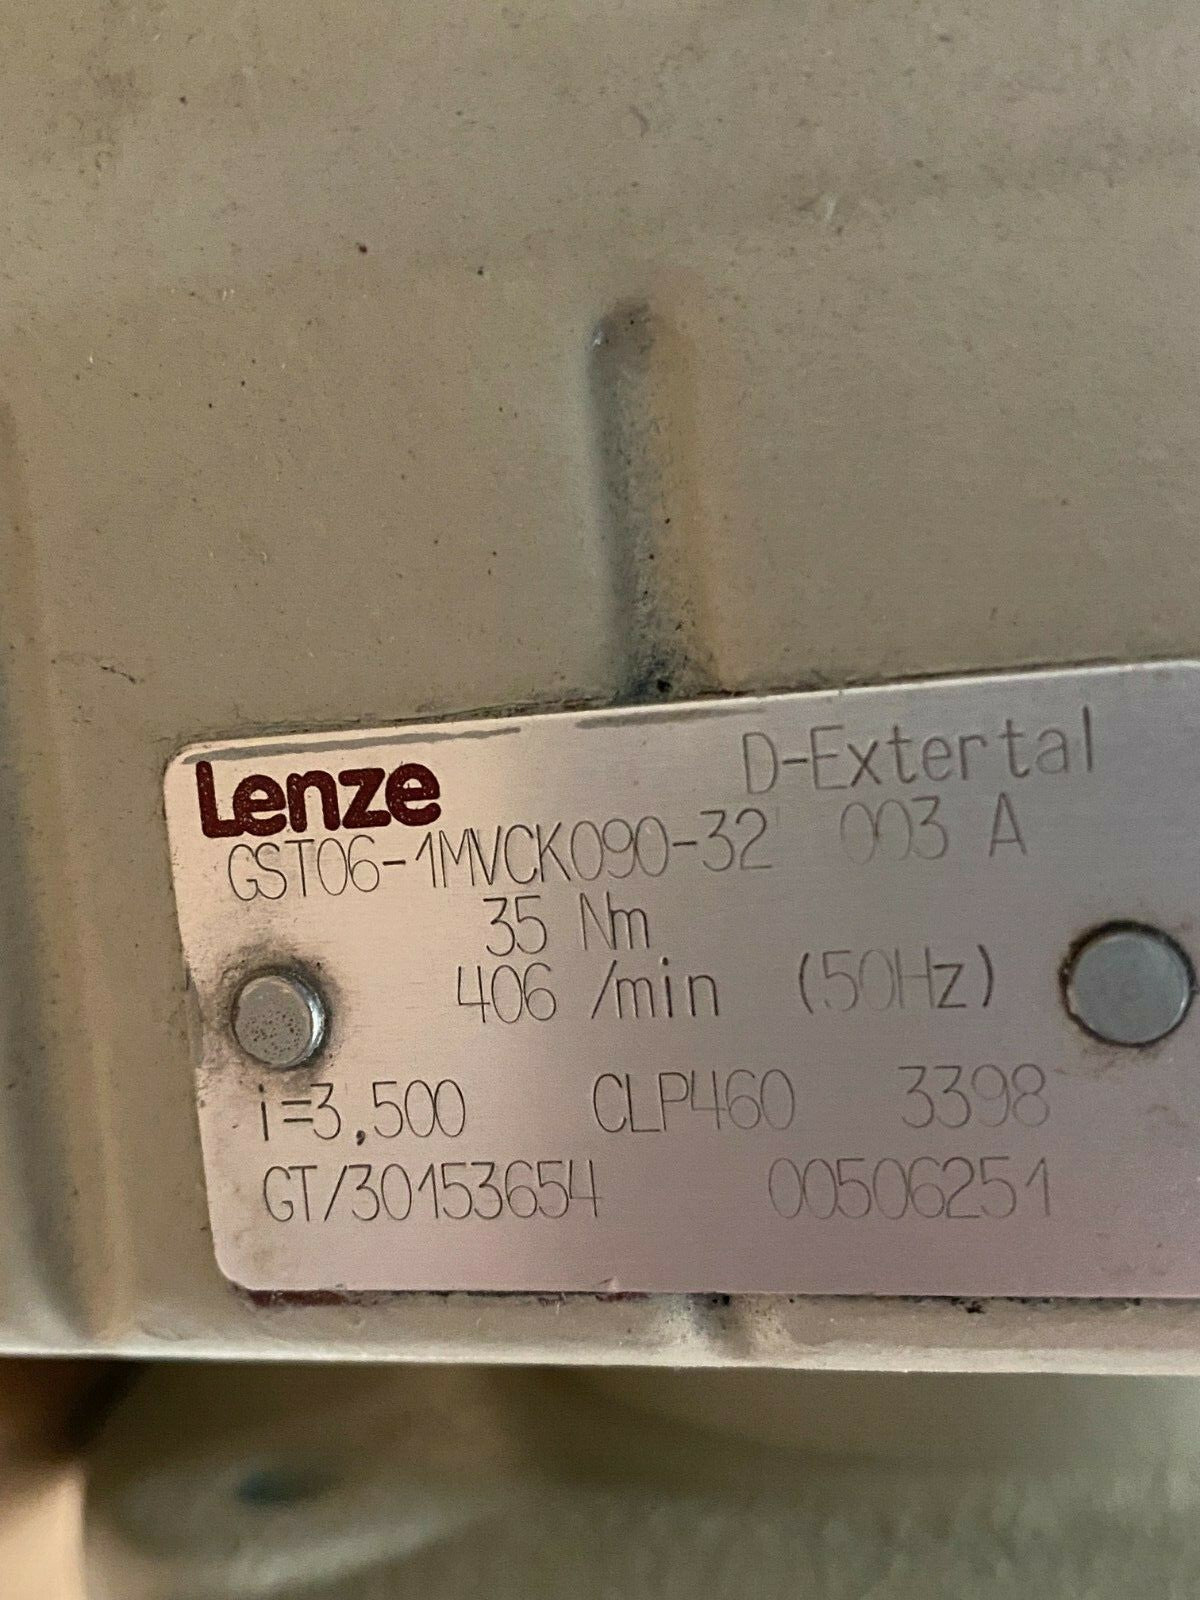 Lenze D-Extertal
GST06-1MVCK090-32 003 A
35 Nm
406 /min (50Hz)
i=3,500 CLP460 3398
GT/30153654 00506251